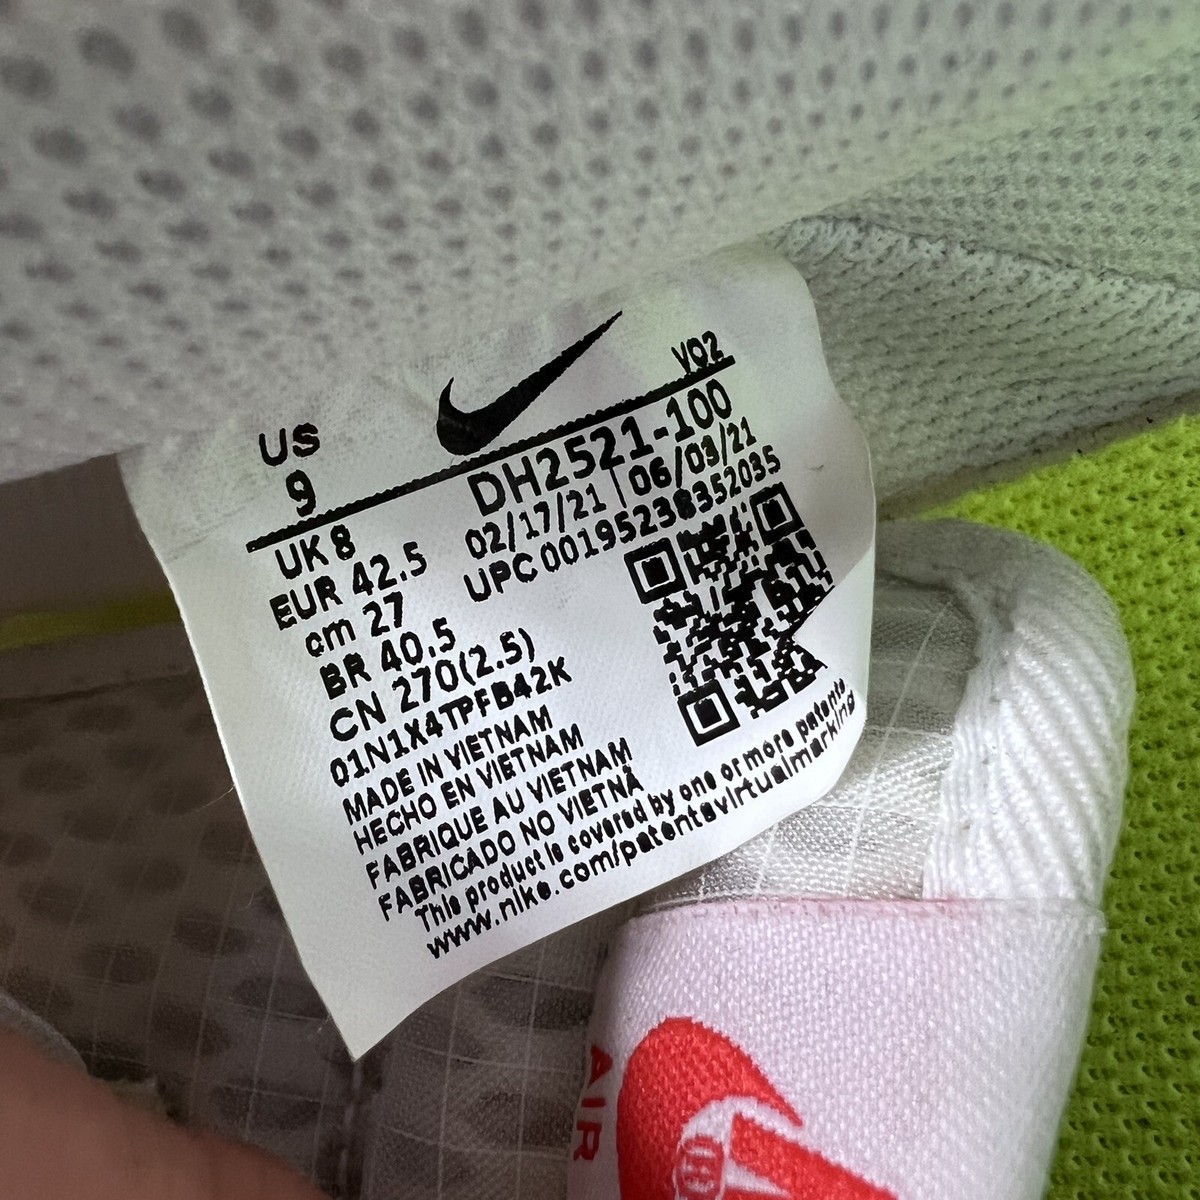 US
9
VQ2
UK 8
EUR 42.5
cm 27
BR 40.5
CN 270(2.5)
DH2521-100
02/17/21 | 06/03/21
UPC 00195238352035
01N1X4TPFB42K
MADE IN VIETNAM
HECHO EN VIETNAM
FABRIQUE AU VIETNAM
FABRICADO NO VIETNÃ
This product is covered by one or more patents
www.nike.com/patentsvirtualmarking
AIR